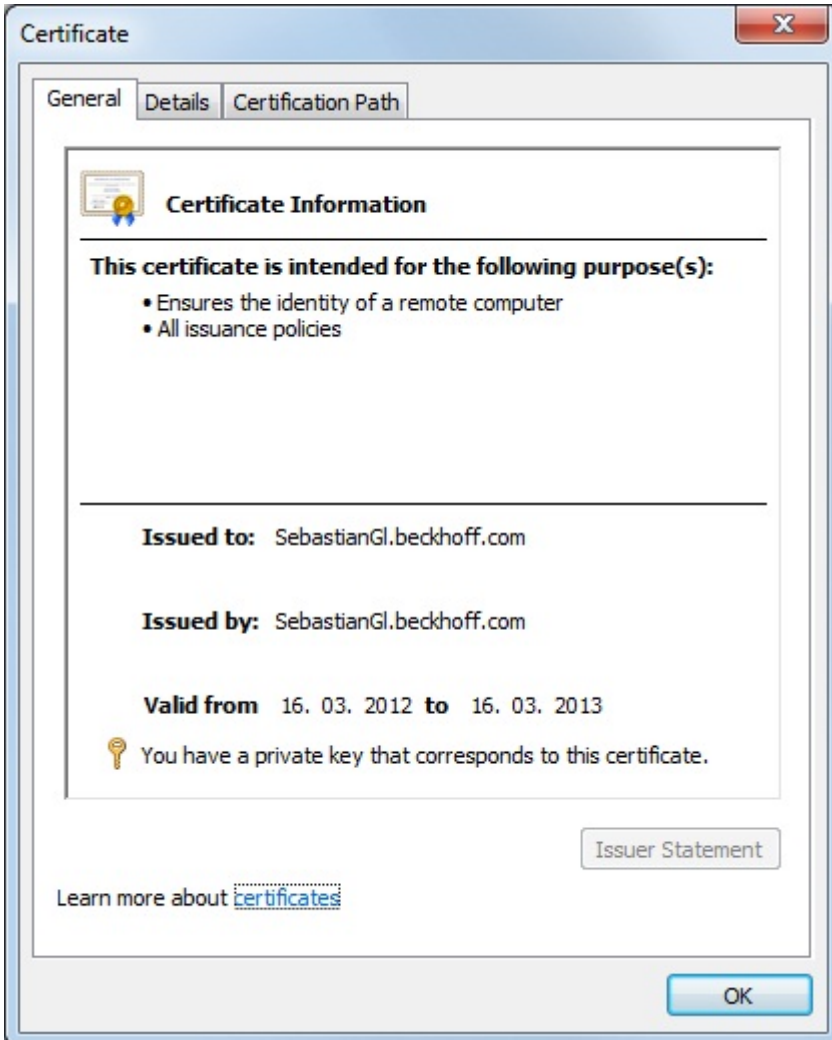 Certificate
General Details Certification Path
Certificate Information
This certificate is intended for the following purpose(s):
• Ensures the identity of a remote computer
• All issuance policies
Issued to: SebastianGl.beckhoff.com
Issued by: SebastianGl.beckhoff.com
Valid from 16. 03. 2012 to 16. 03. 2013
You have a private key that corresponds to this certificate.
Issuer Statement
Learn more about certificates
OK